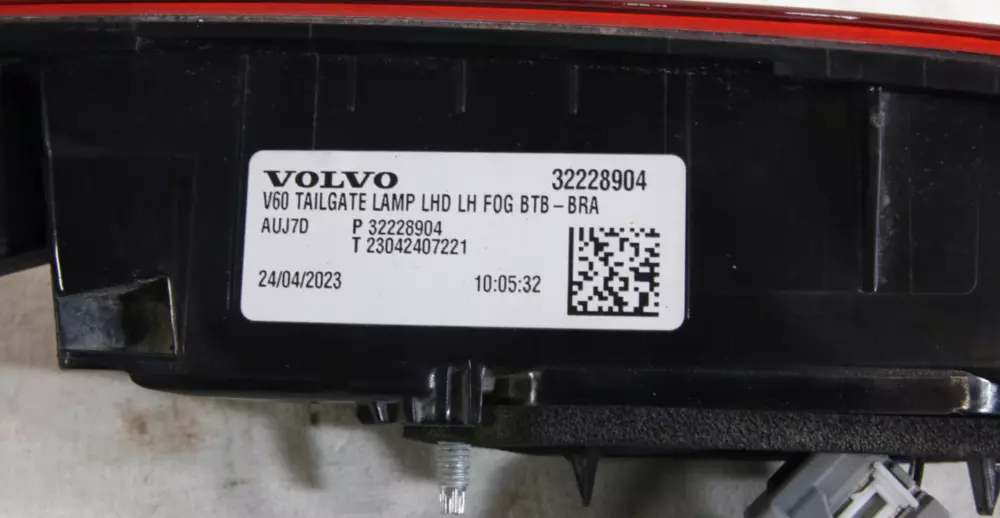 VOLVO 32228904
V60 TAILGATE LAMP LHD LH FOG BTB-BRA
AUJ7D P 32228904
T 23042407221
24/04/2023 10:05:32